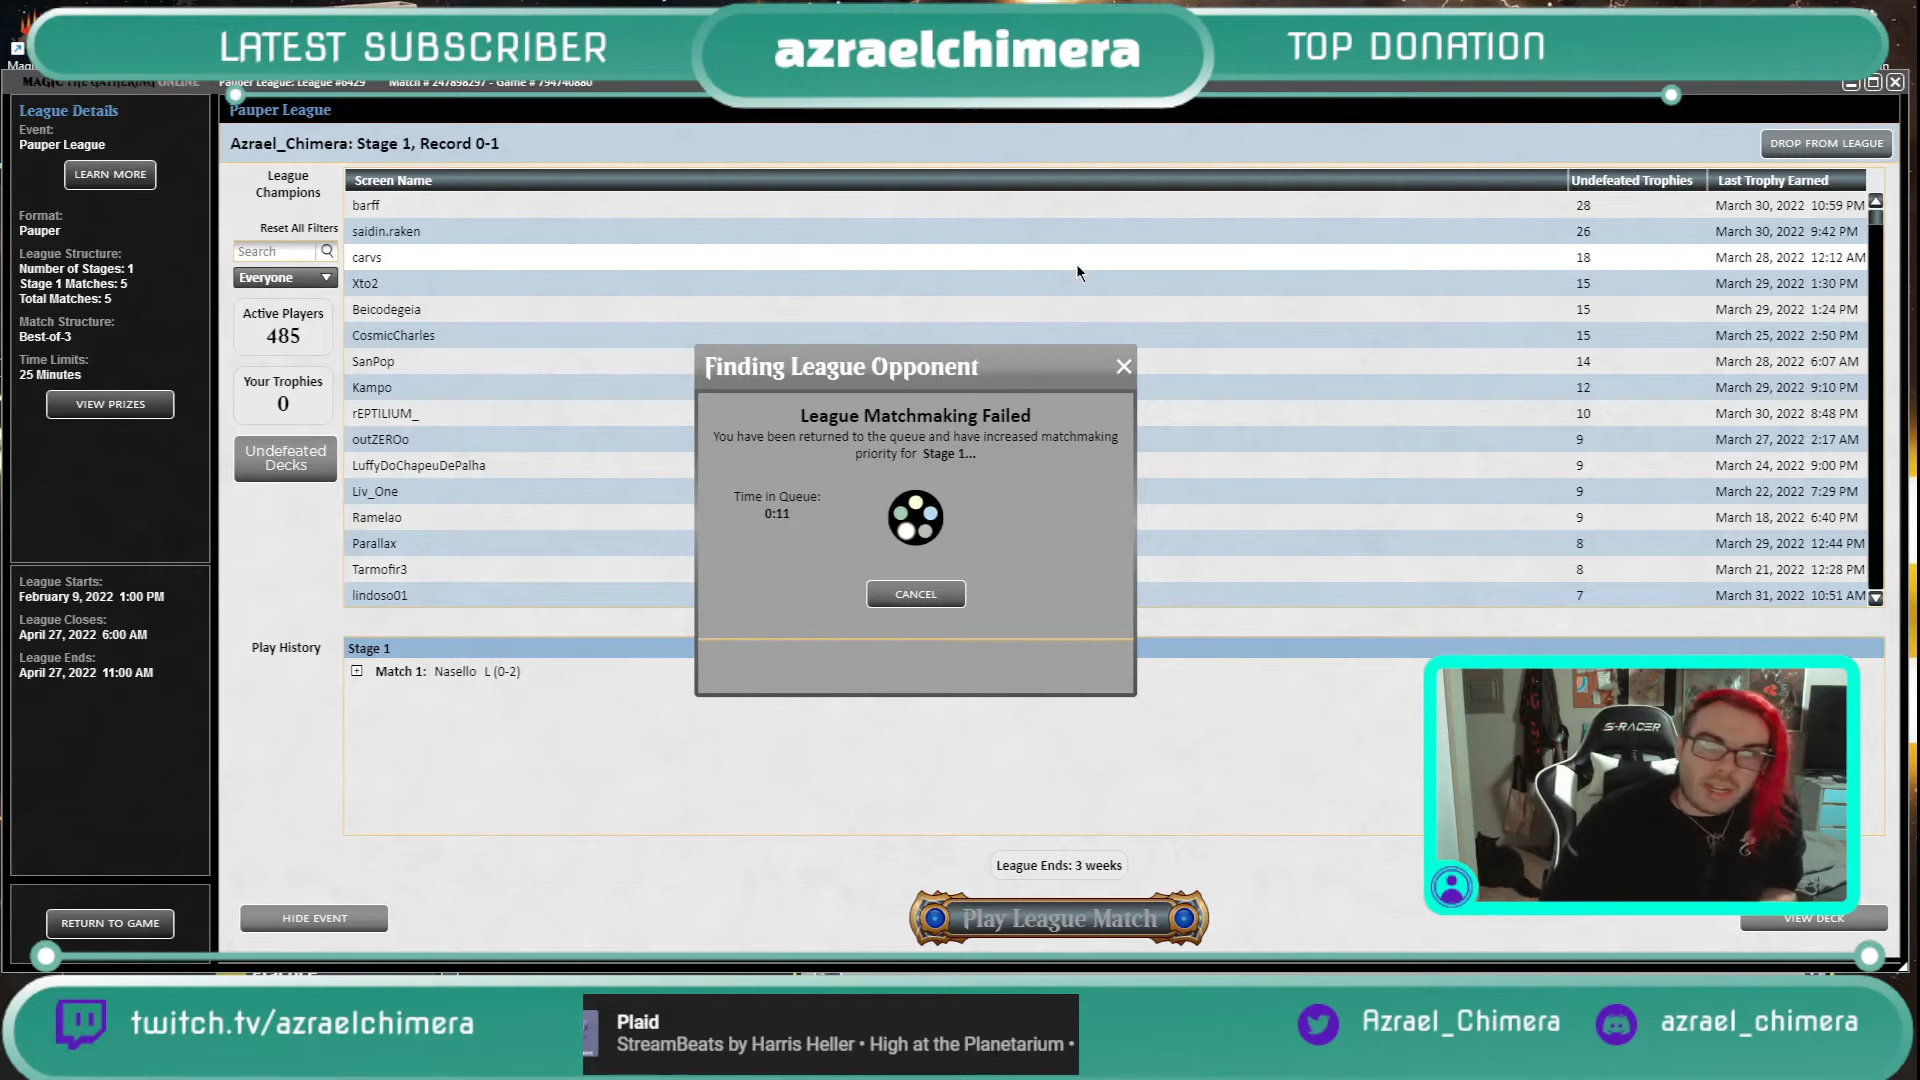 LATEST SUBSCRIBER
azraelchimera
TOP DONATION
MAGIC THE GATHERING ONLINE
Pauper League: League #6429 Match # 247898297 - Game # 794740880
League Details
Event:
Pauper League
LEARN MORE
Format:
Pauper
League Structure:
Number of Stages: 1
Stage 1 Matches: 5
Total Matches: 5
Match Structure:
Best-of-3
Time Limits:
25 Minutes
VIEW PRIZES
League Starts:
February 9, 2022 1:00 PM
League Closes:
April 27, 2022 6:00 AM
League Ends:
April 27, 2022 11:00 AM
RETURN TO GAME
Pauper League
Azrael_Chimera: Stage 1, Record 0-1
DROP FROM LEAGUE
League
Champions
Reset All Filters
Search
Everyone
Active Players
485
Your Trophies
0
Undefeated
Decks
Screen Name Undefeated Trophies Last Trophy Earned
barff 28 March 30, 2022 10:59 PM
saidin.raken 26 March 30, 2022 9:42 PM
carvs 18 March 28, 2022 12:12 AM
Xto2 15 March 29, 2022 1:30 PM
Beicodegeia 15 March 29, 2022 1:24 PM
CosmicCharles 15 March 25, 2022 2:50 PM
SanPop 14 March 28, 2022 6:07 AM
Kampo 12 March 29, 2022 9:10 PM
rEPTILIUM_ 10 March 30, 2022 8:48 PM
outZEROo 9 March 27, 2022 2:17 AM
LuffyDoChapeuDePalha 9 March 24, 2022 9:00 PM
Liv_One 9 March 22, 2022 7:29 PM
Ramelao 9 March 18, 2022 6:40 PM
Parallax 8 March 29, 2022 12:44 PM
Tarmofir3 8 March 21, 2022 12:28 PM
lindoso01 7 March 31, 2022 10:51 AM
Finding League Opponent
League Matchmaking Failed
You have been returned to the queue and have increased matchmaking
priority for Stage 1...
Time in Queue:
0:11
CANCEL
Play History
Stage 1
Match 1: Nasello L (0-2)
S-RACER
League Ends: 3 weeks
HIDE EVENT
Play League Match
VIEW DECK
twitch.tv/azraelchimera
Plaid
StreamBeats by Harris Heller • High at the Planetarium •
Azrael_Chimera
azrael_chimera